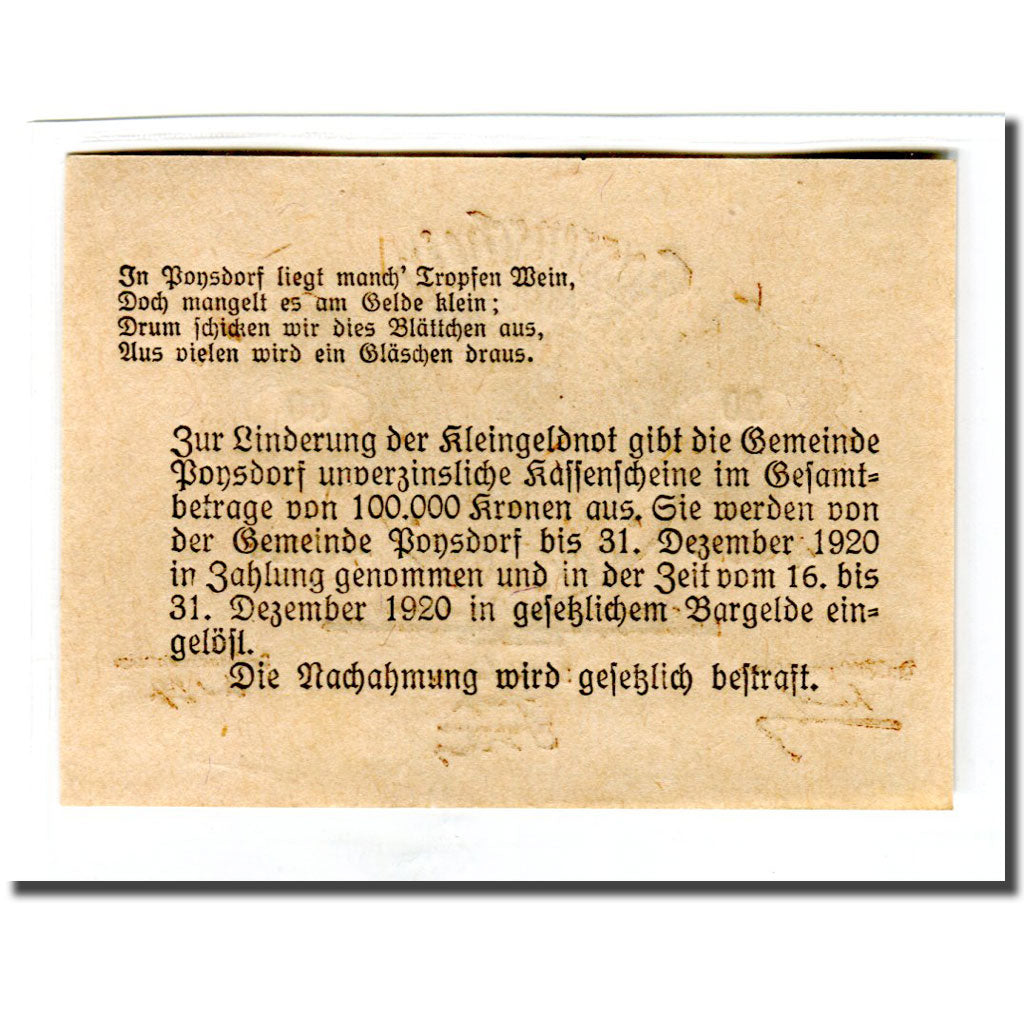 In Poysdorf liegt manch' Tropfen Wein,
Doch mangelt es am Gelde klein;
Drum schicken wir dies Blättchen aus,
Aus vielen wird ein Gläschen draus.
Zur Linderung der Kleingeldnot gibt die Gemeinde
Poysdorf unverzinsliche Kassenscheine im Gesamt-
betrage von 100.000 Kronen aus. Sie werden von
der Gemeinde Poysdorf bis 31. Dezember 1920
in Zahlung genommen und in der Zeit vom 16. bis
31. Dezember 1920 in gesetzlichem Bargelde ein-
gelöst.
Die Nachahmung wird gesetzlich bestraft.